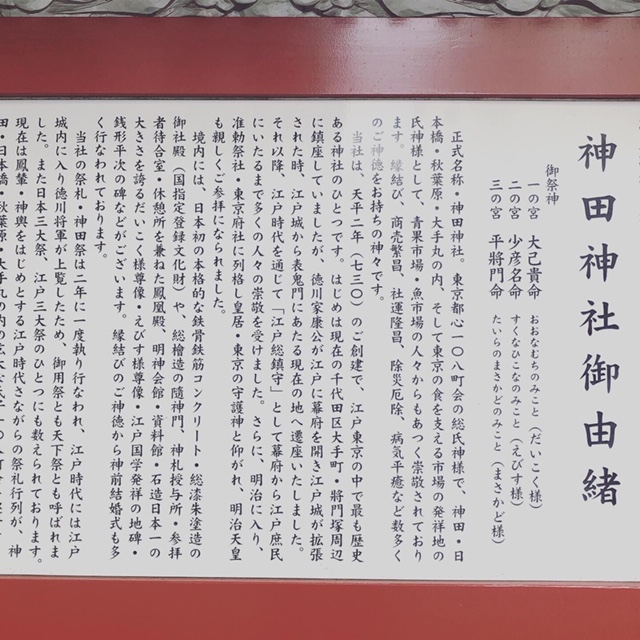 神田神社御由緒
御祭神
一の宮　大己貴命　おおなむちのみこと（だいこく様）
二の宮　少彦名命　すくなひこなのみこと（えびす様）
三の宮　平將門命　たいらのまさかどのみこと（まさかど様）
正式名称・神田神社。東京都心一〇八町会の総氏神様で、神田・日
本橋・秋葉原・大手丸の内、そして東京の食を支える市場の発祥地の
氏神様として、青果市場・魚市場の人々からもあつく崇敬されており
ます。縁結び、商売繁昌、社運隆昌、除災厄除、病気平癒など数多く
のご神徳をお持ちの神々です。
当社は、天平二年（七三〇）のご創建で、江戸東京の中で最も歴史
ある神社のひとつです。はじめは現在の千代田区大手町・將門塚周辺
に鎮座していましたが、徳川家康公が江戸に幕府を開き江戸城が拡張
された時、江戸城から表鬼門にあたる現在の地へ遷座いたしました。
それ以降、江戸時代を通じて「江戸総鎮守」として幕府から江戸庶民
にいたるまで多くの人々の崇敬を受けました。さらに、明治に入り、
准勅祭社・東京府社に列格し皇居・東京の守護神と仰がれ、明治天皇
も親しくご参拝になられました。
境内には、日本初の本格的な鉄骨鉄筋コンクリート・総漆朱塗造の
御社殿（国指定登録文化財）や、総檜造の隨神門、神札授与所・参拝
者待合室・休憩所を兼ねた鳳凰殿、明神会館・資料館・石造日本一の
大きさを誇るだいこく様尊像・えびす様尊像・江戸国学発祥の地碑・
銭形平次の碑などがございます。縁結びのご神徳から神前結婚式も多
く行なわれております。
当社の祭礼・神田祭は二年に一度執り行なわれ、江戸時代には江戸
城内に入り徳川将軍が上覧したため、御用祭とも天下祭とも呼ばれま
した。また日本三大祭、江戸三大祭のひとつにも数えられております。
現在は鳳輦・神輿をはじめとする江戸時代さながらの祭礼行列が、神
田・日本橋・秋葉原・大手丸の内の